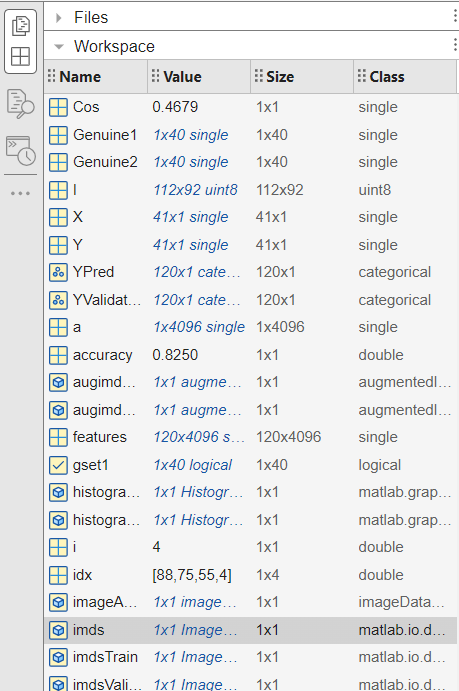 Files
Workspace
Name Value Size Class
Cos 0.4679 1x1 single
Genuine1 1x40 single 1x40 single
Genuine2 1x40 single 1x40 single
I 112x92 uint8 112x92 uint8
X 41x1 single 41x1 single
Y 41x1 single 41x1 single
YPred 120x1 cate... 120x1 categorical
YValidat... 120x1 cate... 120x1 categorical
a 1x4096 single 1x4096 single
accuracy 0.8250 1x1 double
augimd... 1x1 augme... 1x1 augmentedI...
augimd... 1x1 augme... 1x1 augmentedI...
features 120x4096 s... 120x4096 single
gset1 1x40 logical 1x40 logical
histogra... 1x1 Histogr... 1x1 matlab.grap...
histogra... 1x1 Histogr... 1x1 matlab.grap...
i 4 1x1 double
idx [88,75,55,4] 1x4 double
imageA... 1x1 image... 1x1 imageData...
imds 1x1 Image... 1x1 matlab.io.d...
imdsTrain 1x1 Image... 1x1 matlab.io.d...
imdsVali... 1x1 Image... 1x1 matlab.io.d...